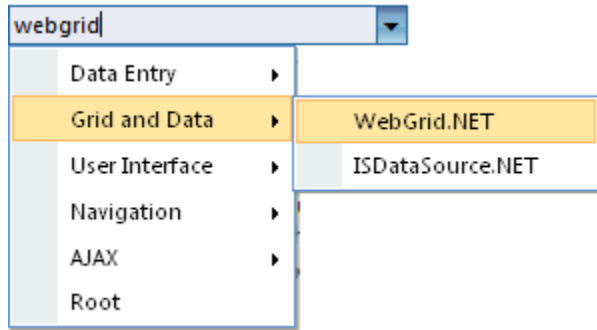 webgrid
Data Entry
Grid and Data
WebGrid.NET
User Interface
ISDataSource.NET
Navigation
AJAX
Root